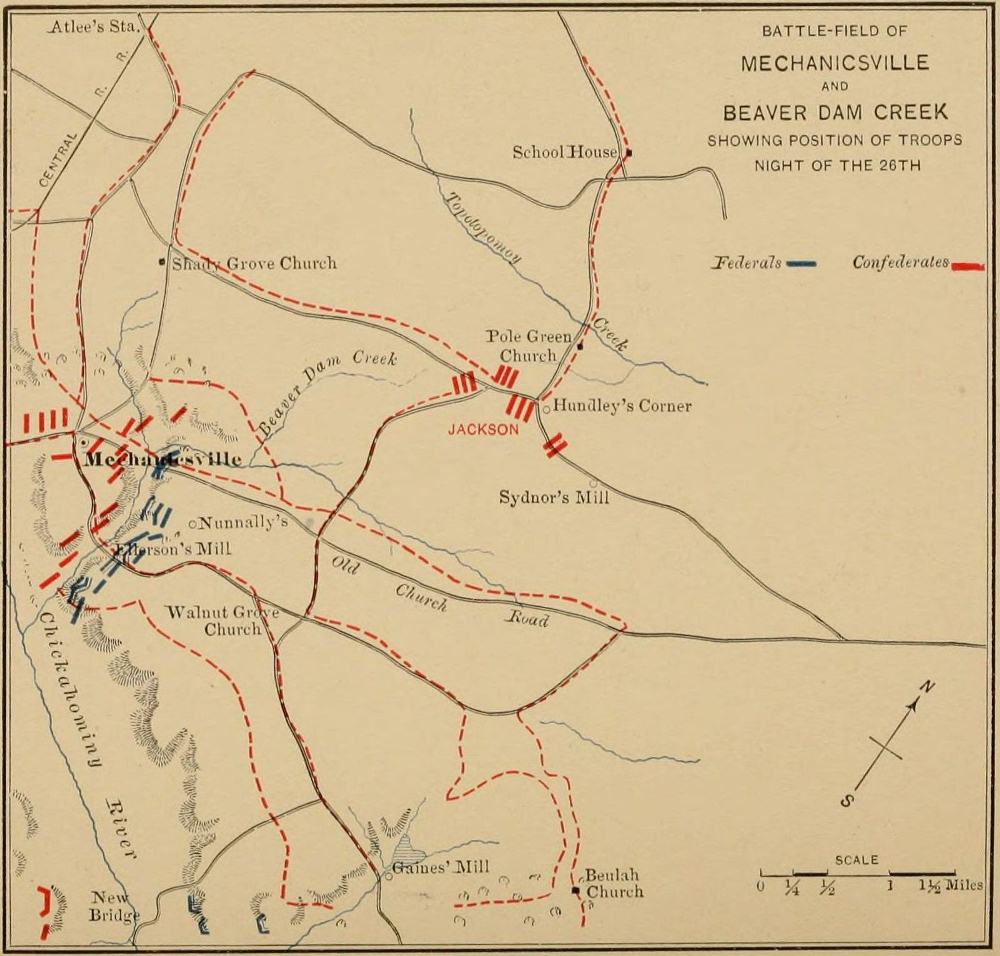 Atlee's Sta.
CENTRAL R. R.
BATTLE-FIELD OF
MECHANICSVILLE
AND
BEAVER DAM CREEK
SHOWING POSITION OF TROOPS
NIGHT OF THE 26TH
School House
Topolopomoy
Creek
Federals
Confederates
Shady Grove Church
Pole Green
Church
Beaver Dam Creek
Hundley's Corner
JACKSON
Mechanicsville
Sydnor's Mill
Nunnally's
Ellerson's Mill
Old Church Road
Walnut Grove
Church
Chickahominy
River
N
S
Gaines' Mill
Beulah
Church
New
Bridge
SCALE
0 ¼ ½ 1 1½ Miles